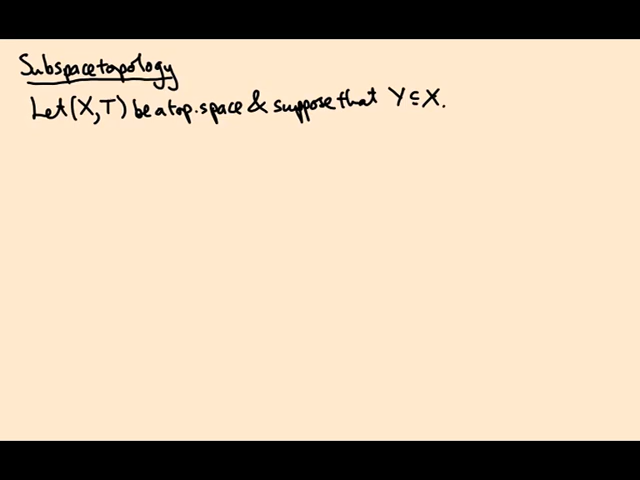 Subspace topology
Let (X,T) be a top. space & suppose that Y ⊆ X.